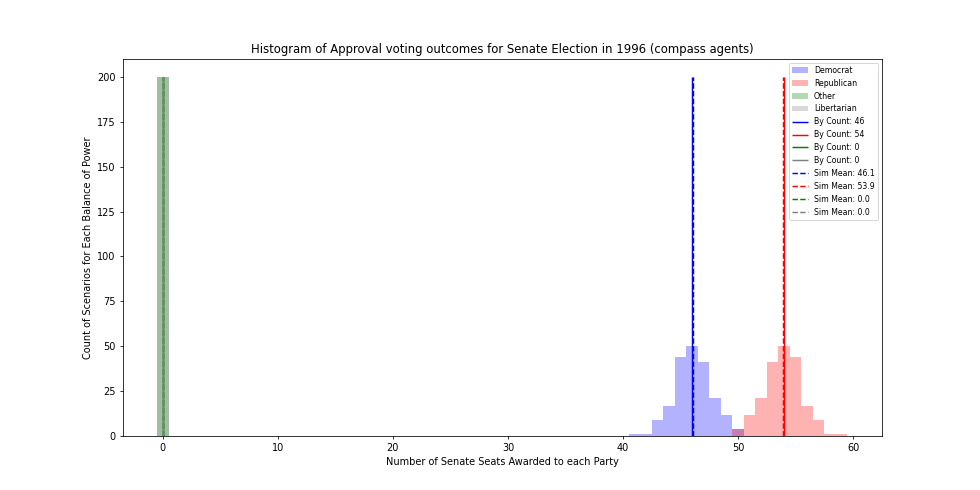 Histogram of Approval voting outcomes for Senate Election in 1996 (compass agents)
Democrat
Republican
Other
Libertarian
By Count: 46
By Count: 54
By Count: 0
By Count: 0
Sim Mean: 46.1
Sim Mean: 53.9
Sim Mean: 0.0
Sim Mean: 0.0
Count of Scenarios for Each Balance of Power
200
175
150
125
100
75
50
25
0
0 10 20 30 40 50 60
Number of Senate Seats Awarded to each Party